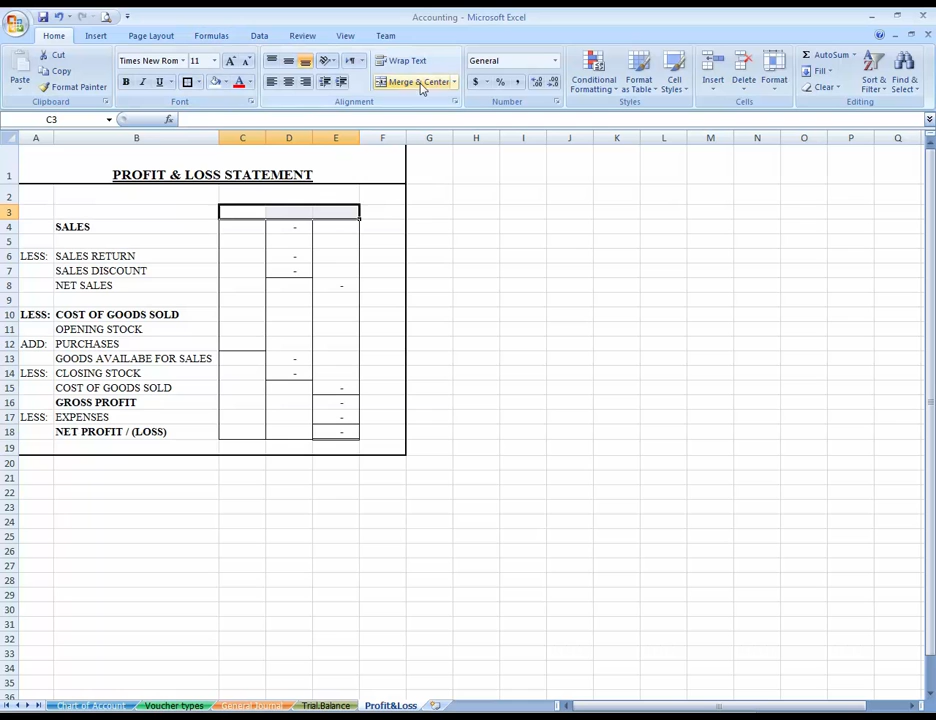 Accounting - Microsoft Excel
Home Insert Page Layout Formulas Data Review View Team
Cut
Copy
Format Painter
Paste
Clipboard
Times New Rom 11
B I U
Font
Wrap Text
Merge & Center
Alignment
General
$ % ,
Number
Conditional Formatting
Format as Table
Cell Styles
Styles
Insert Delete Format
Cells
AutoSum
Fill
Clear
Sort & Filter
Find & Select
Editing
C3 fx
A B C D E F G H I J K L M N O P Q
1 PROFIT & LOSS STATEMENT
2
3
4 SALES -
5
6 LESS: SALES RETURN -
7 SALES DISCOUNT -
8 NET SALES -
9
10 LESS: COST OF GOODS SOLD
11 OPENING STOCK
12 ADD: PURCHASES
13 GOODS AVAILABE FOR SALES -
14 LESS: CLOSING STOCK -
15 COST OF GOODS SOLD -
16 GROSS PROFIT -
17 LESS: EXPENSES -
18 NET PROFIT / (LOSS) -
19
20
21
22
23
24
25
26
27
28
29
30
31
32
33
34
35
36
Chart of Account Voucher types General Journal Trial.Balance Profit&Loss